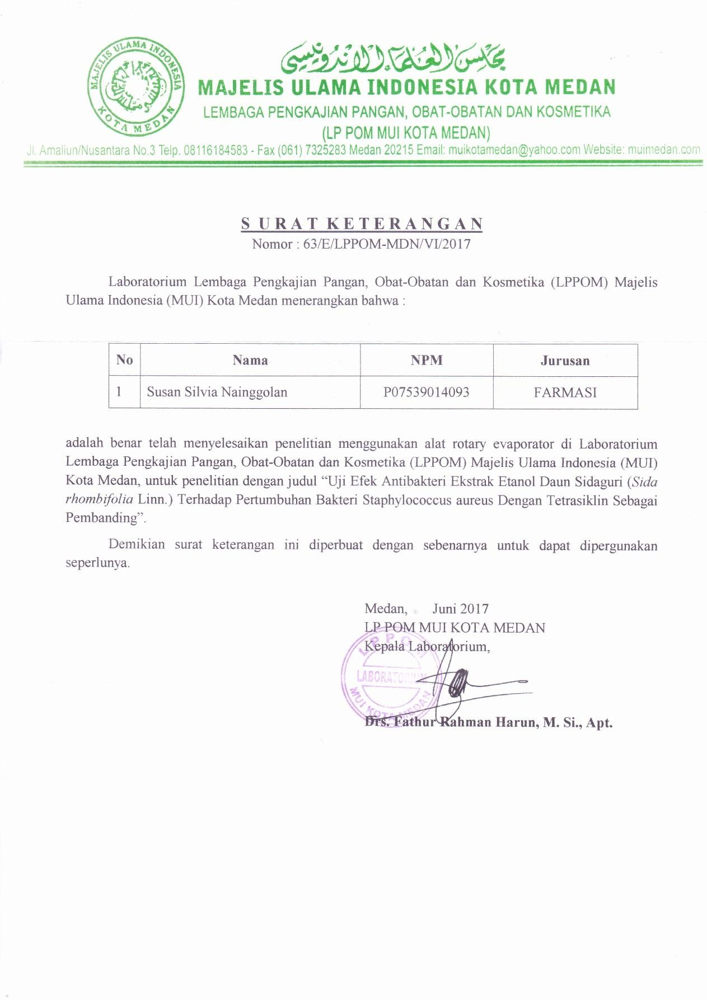 MAJELIS ULAMA INDONESIA
KOTA MEDAN
مجلس العلماء الاندونيسي
MAJELIS ULAMA INDONESIA KOTA MEDAN
LEMBAGA PENGKAJIAN PANGAN, OBAT-OBATAN DAN KOSMETIKA
(LP POM MUI KOTA MEDAN)
Jl. Amaliun/Nusantara No.3 Telp. 08116184583 - Fax (061) 7325283 Medan 20215 Email: muikotamedan@yahoo.com Website: muimedan.com
S URAT KETERANGAN
Nomor : 63/E/LPPOM-MDN/VI/2017
Laboratorium Lembaga Pengkajian Pangan, Obat-Obatan dan Kosmetika (LPPOM) Majelis
Ulama Indonesia (MUI) Kota Medan menerangkan bahwa :
No Nama NPM Jurusan
1 Susan Silvia Nainggolan P07539014093 FARMASI
adalah benar telah menyelesaikan penelitian menggunakan alat rotary evaporator di Laboratorium
Lembaga Pengkajian Pangan, Obat-Obatan dan Kosmetika (LPPOM) Majelis Ulama Indonesia (MUI)
Kota Medan, untuk penelitian dengan judul “Uji Efek Antibakteri Ekstrak Etanol Daun Sidaguri (Sida
rhombifolia Linn.) Terhadap Pertumbuhan Bakteri Staphylococcus aureus Dengan Tetrasiklin Sebagai
Pembanding”.
Demikian surat keterangan ini diperbuat dengan sebenarnya untuk dapat dipergunakan
seperlunya.
Medan, Juni 2017
LP POM MUI KOTA MEDAN
Kepala Laboratorium,
LPPOM
LABORATORIUM
MUI KOTA MEDAN
Drs. Fathur Rahman Harun, M. Si., Apt.